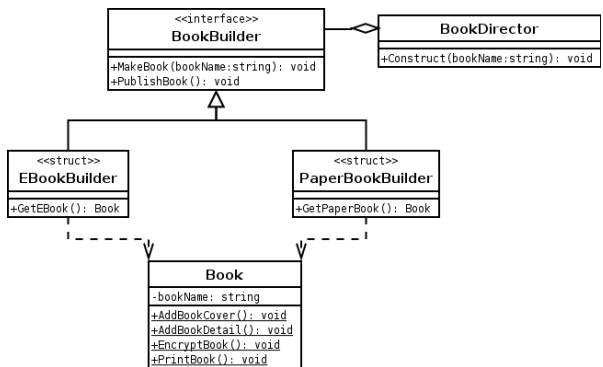 <<interface>>
BookBuilder
+MakeBook(bookName:string): void
+PublishBook(): void
BookDirector
+Construct(bookName:string): void
<<struct>>
EBookBuilder
+GetEBook(): Book
<<struct>>
PaperBookBuilder
+GetPaperBook(): Book
Book
-bookName: string
+AddBookCover(): void
+AddBookDetail(): void
+EncryptBook(): void
+PrintBook(): void